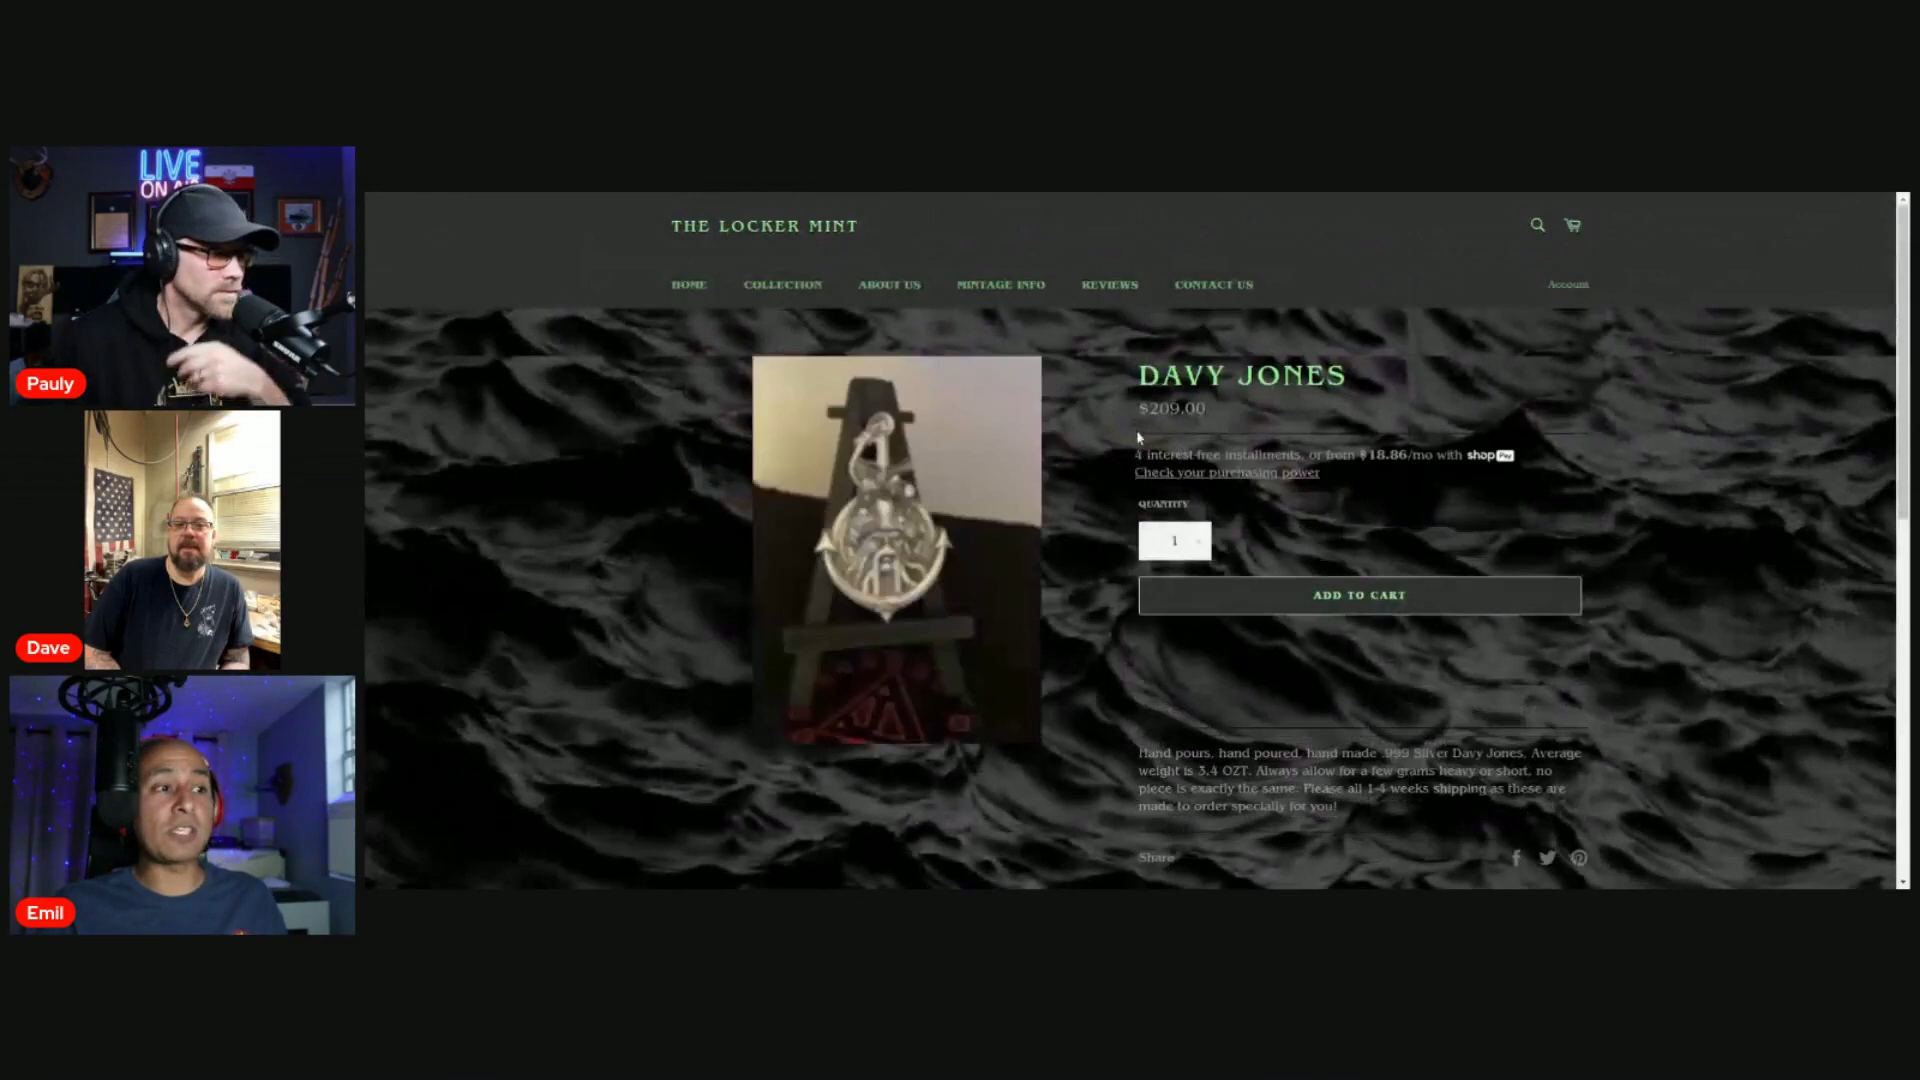 LIVE
ON AIR
Pauly
Dave
Emil
THE LOCKER MINT
HOME COLLECTION ABOUT US MINTAGE INFO REVIEWS CONTACT US Account
DAVY JONES
$209.00
4 interest-free installments, or from $18.86/mo with shop Pay
Check your purchasing power
QUANTITY
1
ADD TO CART
Hand pours, hand poured, hand made .999 Silver Davy Jones. Average
weight is 3.4 OZT. Always allow for a few grams heavy or short, no
piece is exactly the same. Please all 1-4 weeks shipping as these are
made to order specially for you!
Share